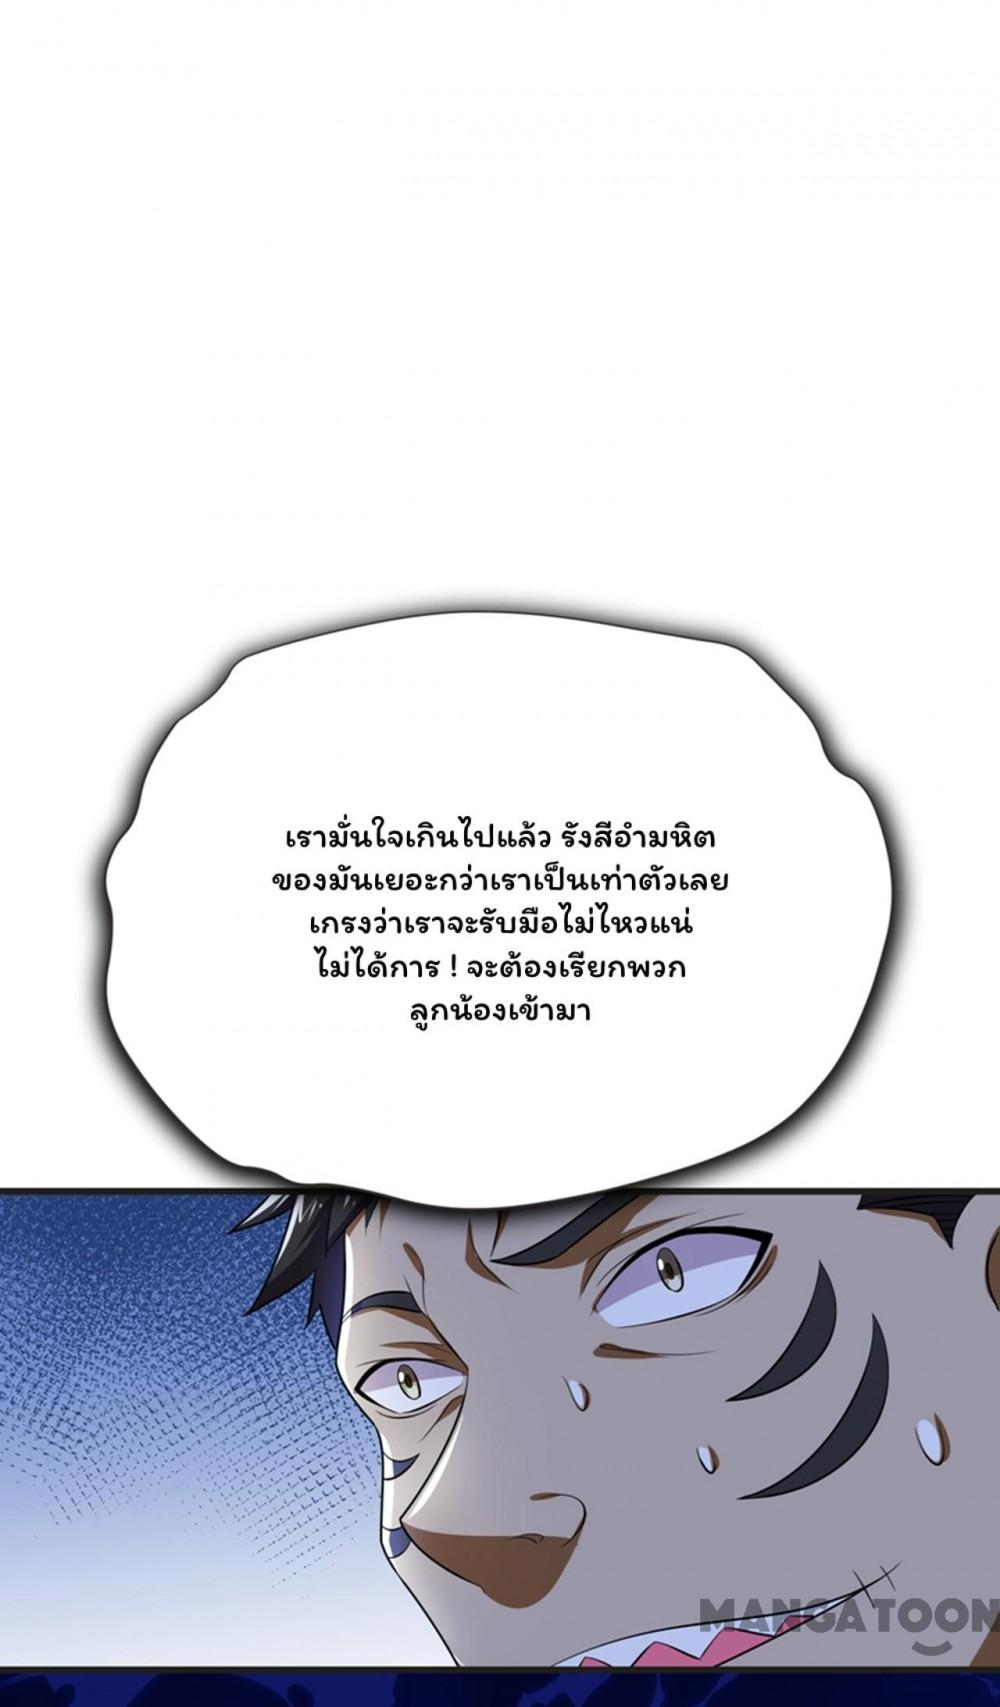 เรามั่นใจเกินไปแล้ว รังสีอำมหิต
ของมันเยอะกว่าเราเป็นเท่าตัวเลย
เกรงว่าเราจะรับมือไม่ไหวแน่
ไม่ได้การ ! จะต้องเรียกพวก
ลูกน้องเข้ามา
MANGATOON